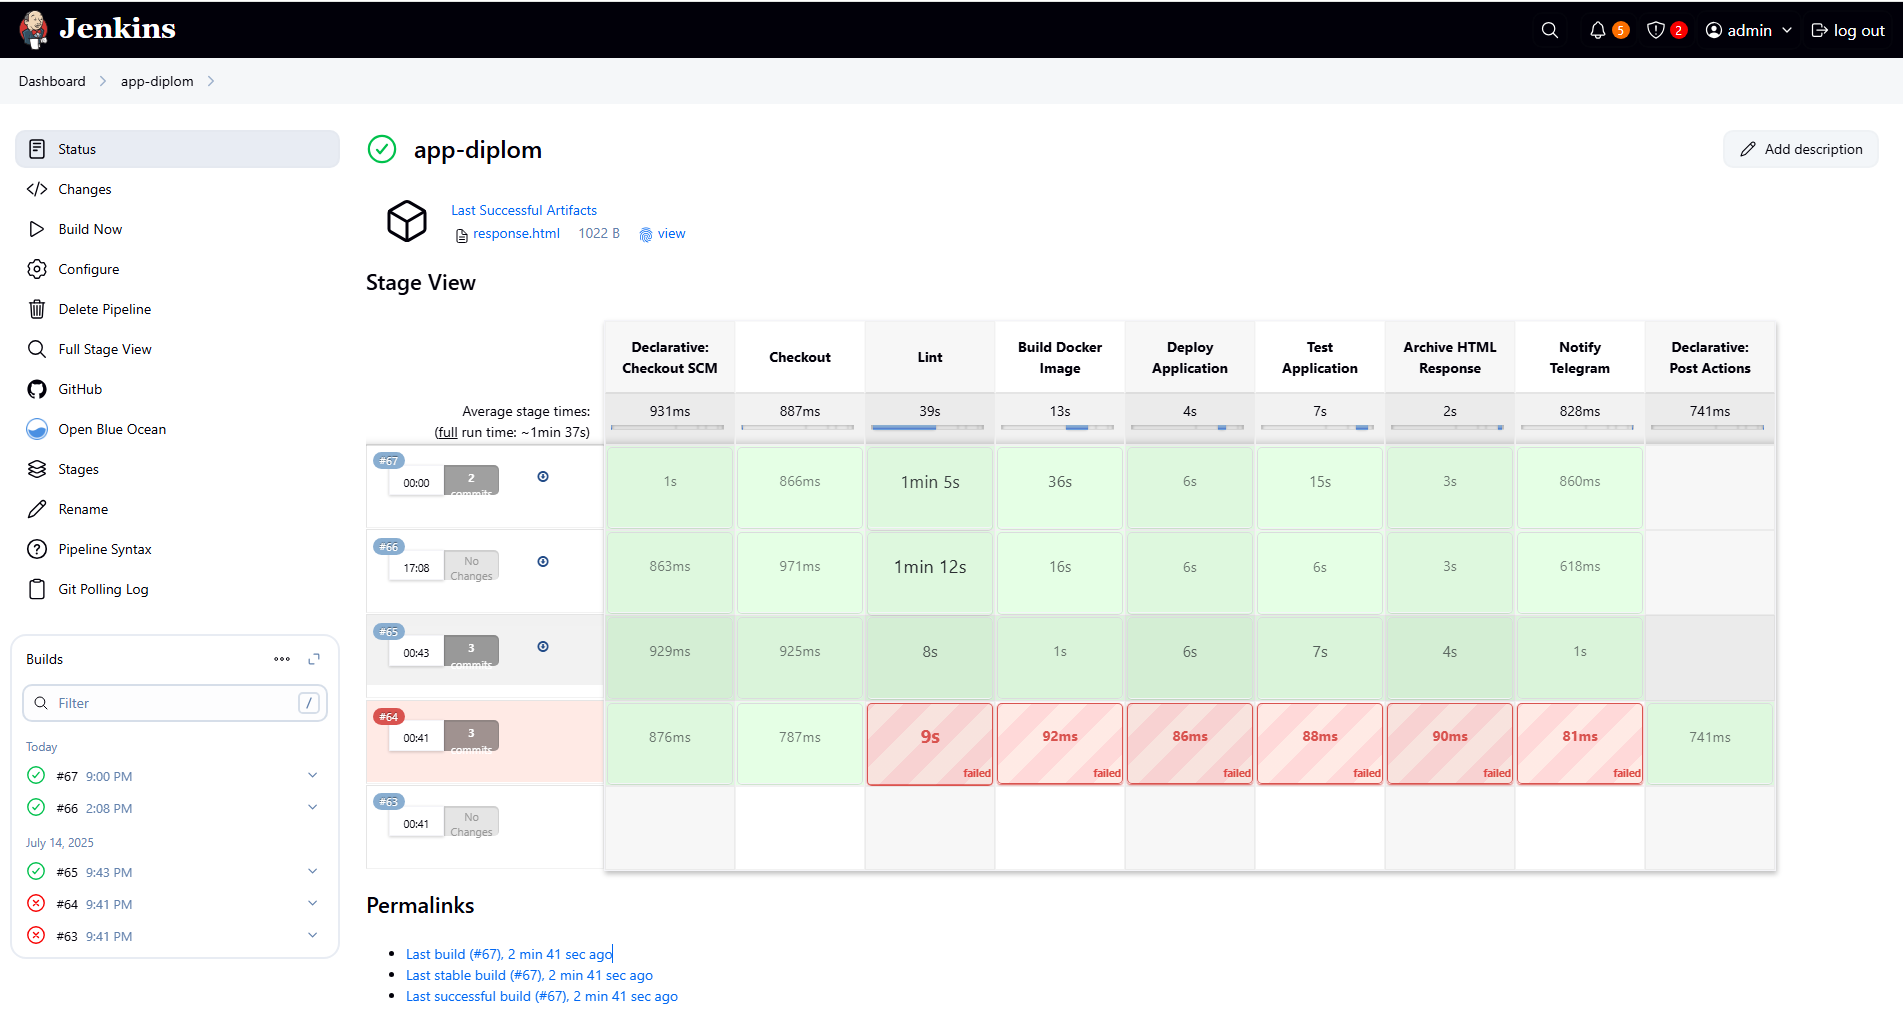 Jenkins
5
2
admin
log out
Dashboard
app-diplom
Status
Changes
Build Now
Configure
Delete Pipeline
Full Stage View
GitHub
Open Blue Ocean
Stages
Rename
Pipeline Syntax
Git Polling Log
Builds
Filter
/
Today
#67 9:00 PM
#66 2:08 PM
July 14, 2025
#65 9:43 PM
#64 9:41 PM
#63 9:41 PM
app-diplom
Add description
Last Successful Artifacts
response.html 1022 B view
Stage View
Declarative: Checkout SCM
Checkout
Lint
Build Docker Image
Deploy Application
Test Application
Archive HTML Response
Notify Telegram
Declarative: Post Actions
Average stage times:
(full run time: ~1min 37s)
931ms 887ms 39s 13s 4s 7s 2s 828ms 741ms
#67
00:00 2 commits
1s 866ms 1min 5s 36s 6s 15s 3s 860ms
#66
17:08 No Changes
863ms 971ms 1min 12s 16s 6s 6s 3s 618ms
#65
00:43 3 commits
929ms 925ms 8s 1s 6s 7s 4s 1s
#64
00:41 3 commits
876ms 787ms 9s 92ms 86ms 88ms 90ms 81ms 741ms
failed failed failed failed failed failed
#63
00:41 No Changes
Permalinks
Last build (#67), 2 min 41 sec ago
Last stable build (#67), 2 min 41 sec ago
Last successful build (#67), 2 min 41 sec ago